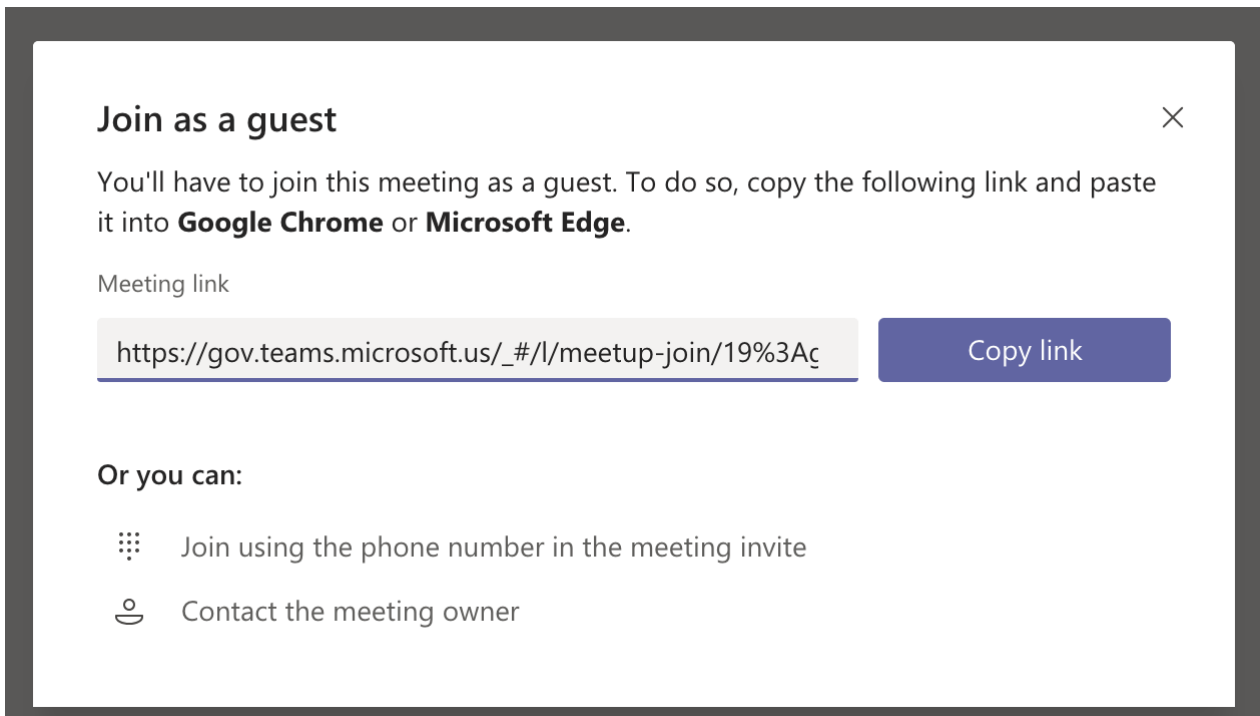 Join as a guest
You'll have to join this meeting as a guest. To do so, copy the following link and paste
it into Google Chrome or Microsoft Edge.
Meeting link
https://gov.teams.microsoft.us/_#/l/meetup-join/19%3Ag
Copy link
Or you can:
Join using the phone number in the meeting invite
Contact the meeting owner